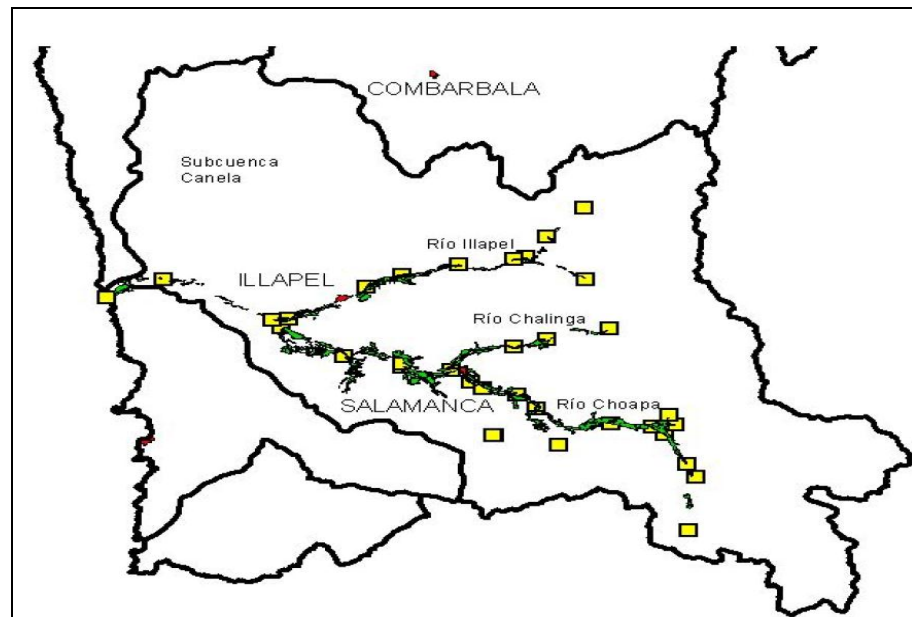 COMBARBALA
Subcuenca
Canela
Río Illapel
ILLAPEL
Río Chalinga
SALAMANCA
Río Choapa